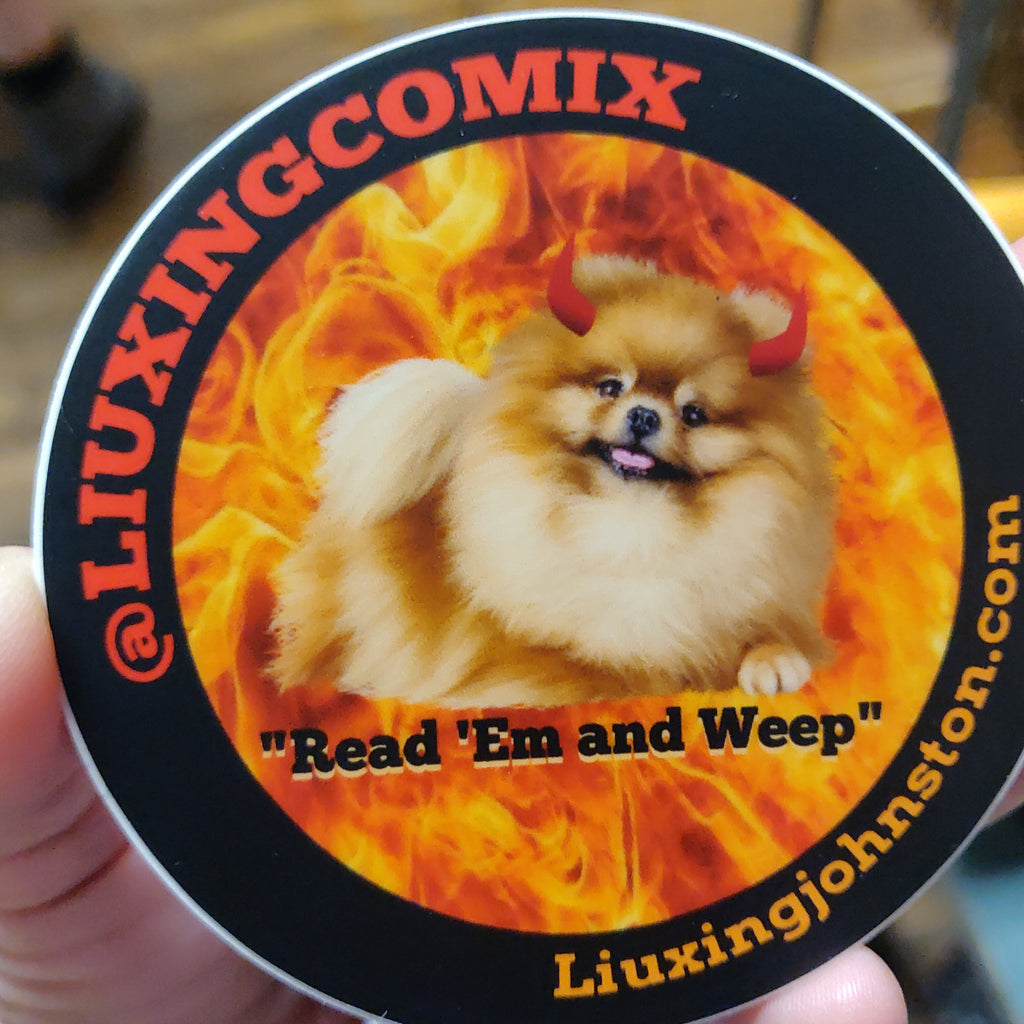 @LIUXINGCOMIX
"Read 'Em and Weep"
Liuxingjohnston.com